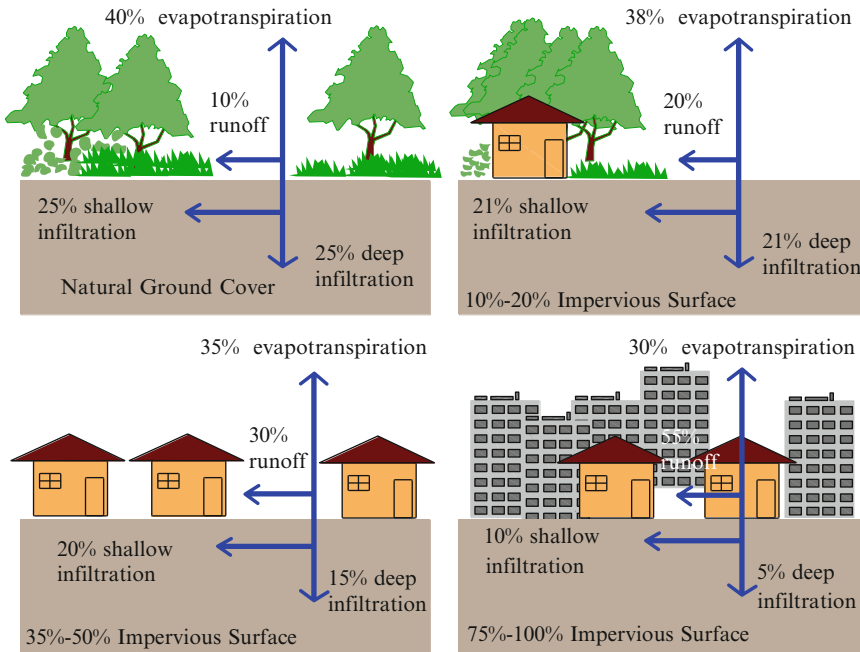 40% evapotranspiration
10%
runoff
25% shallow
infiltration
25% deep
infiltration
Natural Ground Cover
38% evapotranspiration
20%
runoff
21% shallow
infiltration
21% deep
infiltration
10%-20% Impervious Surface
35% evapotranspiration
30%
runoff
20% shallow
infiltration
15% deep
infiltration
35%-50% Impervious Surface
30% evapotranspiration
55%
runoff
10% shallow
infiltration
5% deep
infiltration
75%-100% Impervious Surface